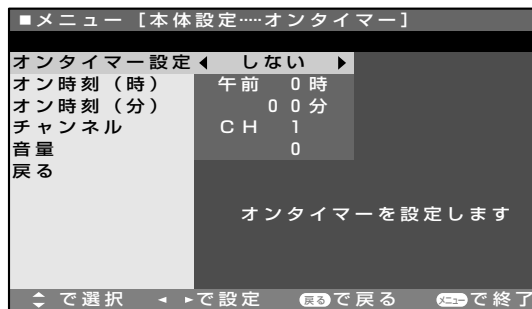 ■メニュー [本体設定……オンタイマー]
オンタイマー設定 ◀ しない ▶
オン時刻(時) 午前 0時
オン時刻(分) 00分
チャンネル CH 1
音量 0
戻る
オンタイマーを設定します
▲▼で選択 ◀ ▶で設定 戻るで戻る メニューで終了